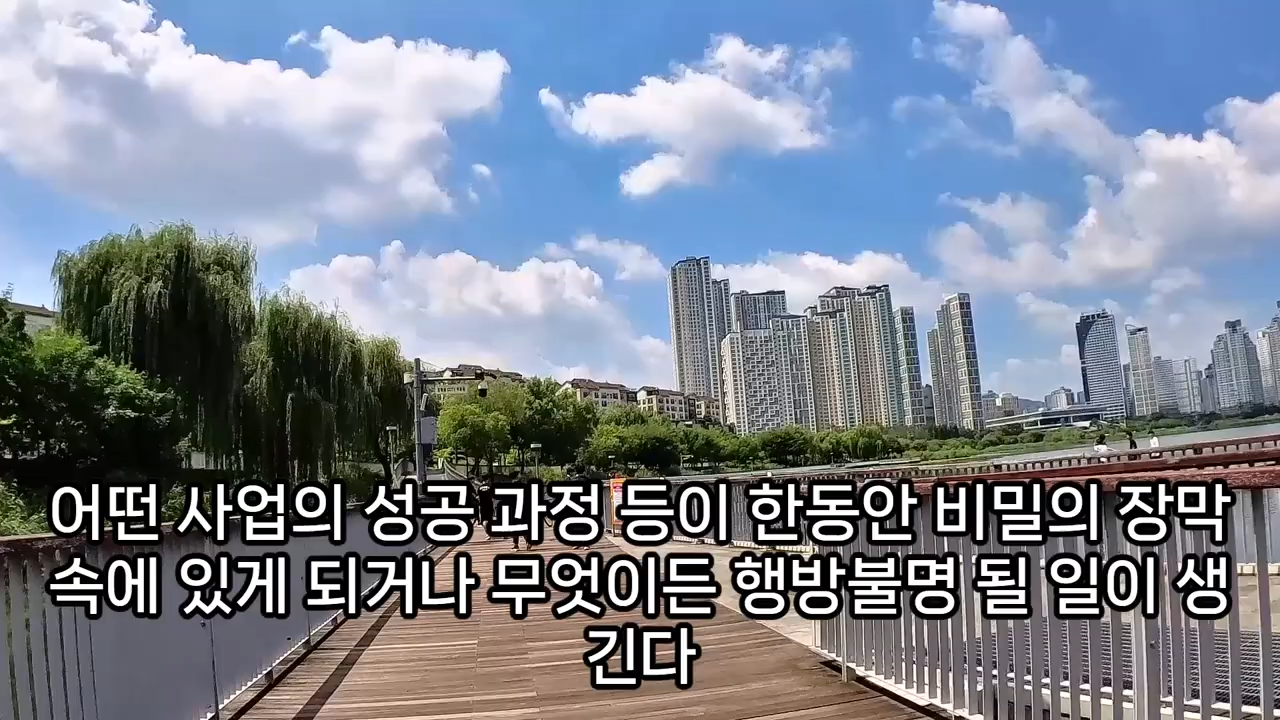 어떤 사업의 성공 과정 등이 한동안 비밀의 장막
속에 있게 되거나 무엇이든 행방불명 될 일이 생
긴다